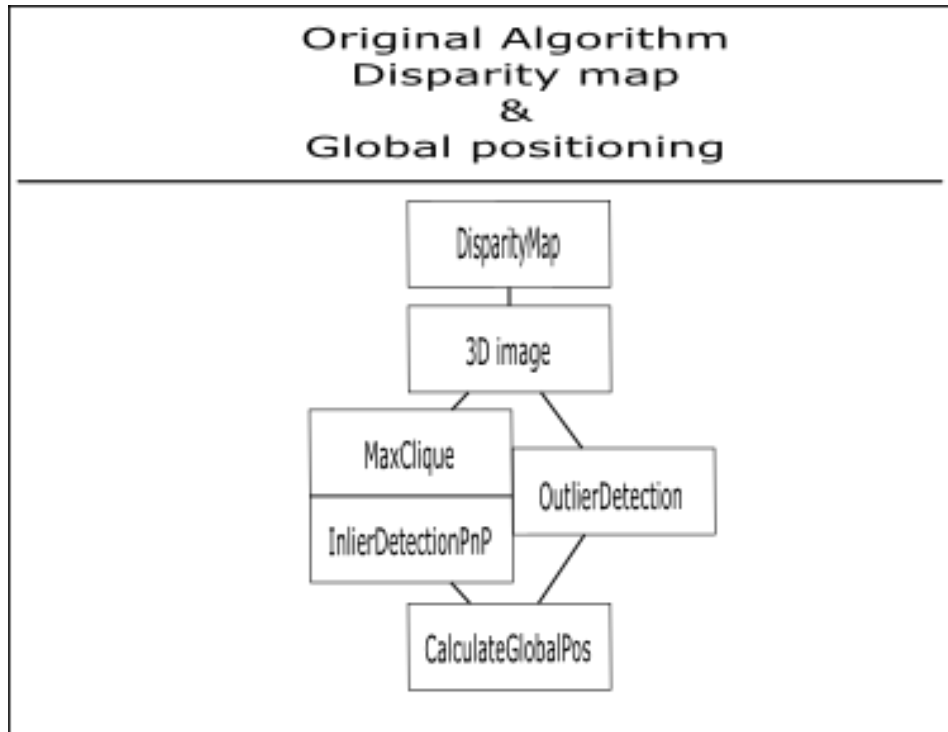 Original Algorithm
Disparity map
&
Global positioning
DisparityMap
3D image
MaxClique
OutlierDetection
InlierDetectionPnP
CalculateGlobalPos